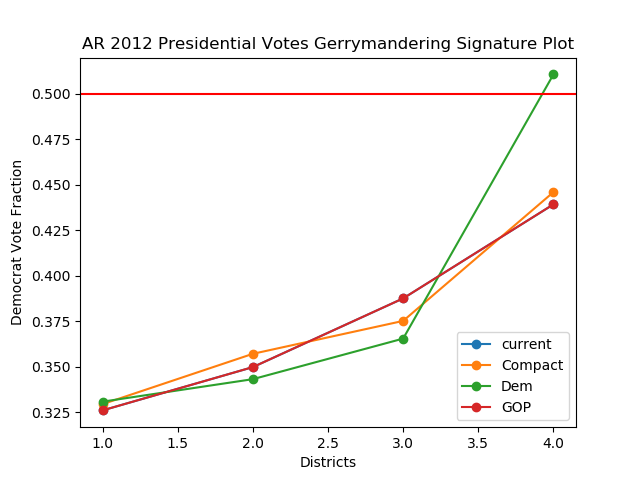 AR 2012 Presidential Votes Gerrymandering Signature Plot
Democrat Vote Fraction
0.500
0.475
0.450
0.425
0.400
0.375
0.350
0.325
current
Compact
Dem
GOP
1.0 1.5 2.0 2.5 3.0 3.5 4.0
Districts